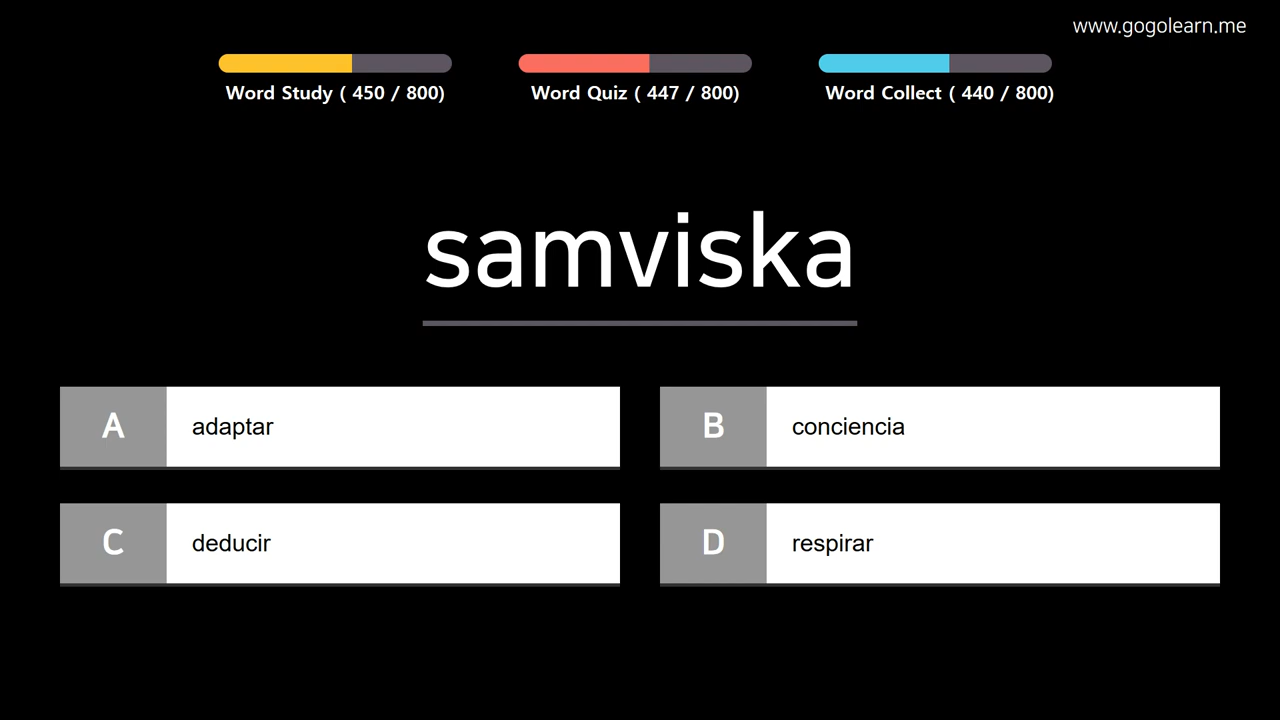 www.gogolearn.me
Word Study ( 450 / 800)
Word Quiz ( 447 / 800)
Word Collect ( 440 / 800)
samviska
A adaptar
B conciencia
C deducir
D respirar